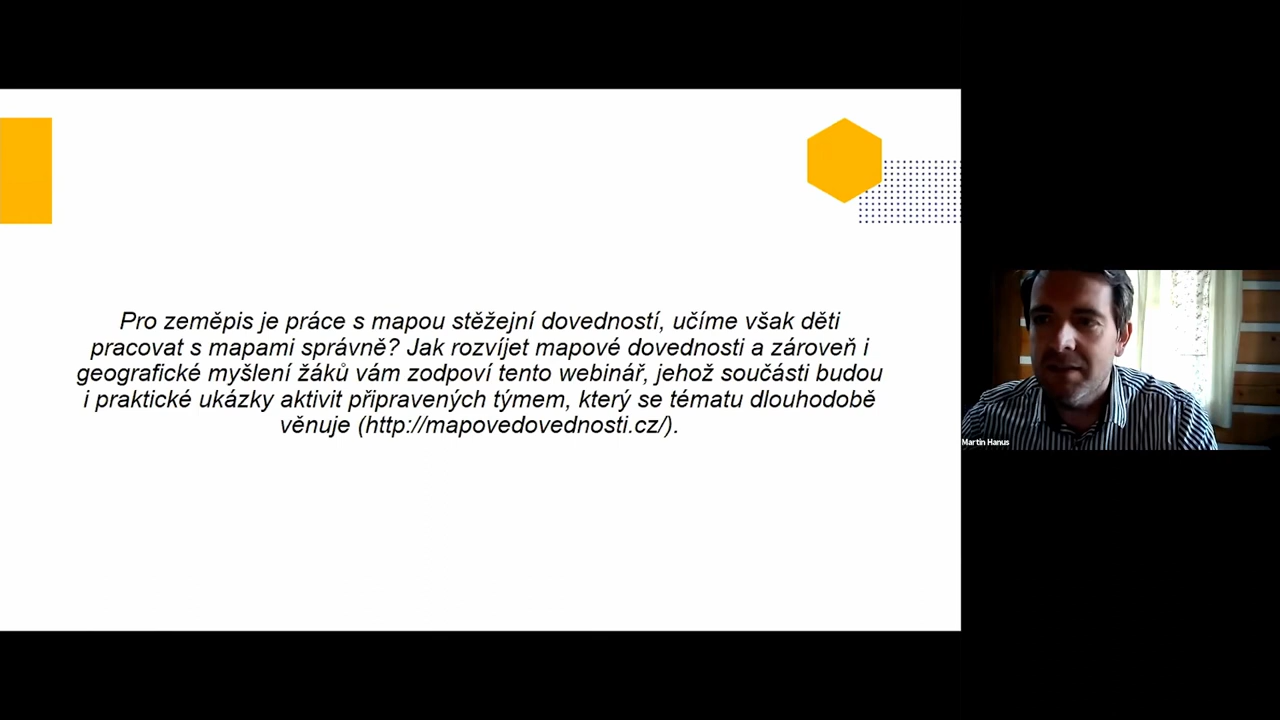 Pro zeměpis je práce s mapou stěžejní dovedností, učíme však děti
pracovat s mapami správně? Jak rozvíjet mapové dovednosti a zároveň i
geografické myšlení žáků vám zodpoví tento webinář, jehož součásti budou
i praktické ukázky aktivit připravených týmem, který se tématu dlouhodobě
věnuje (http://mapovedovednosti.cz/).
Martin Hanus